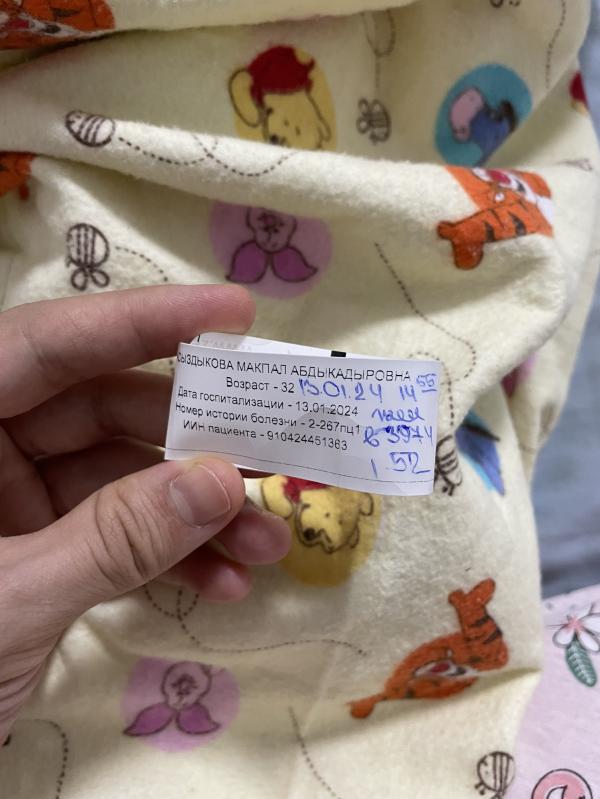 СЫЗДЫКОВА МАКПАЛ АБДЫКАДЫРОВНА
Возраст - 32 13.01.24 14 55
Дата госпитализации - 13.01.2024
Номер истории болезни - 2-267пц1 в 3974
ИИН пациента - 910424451363
52